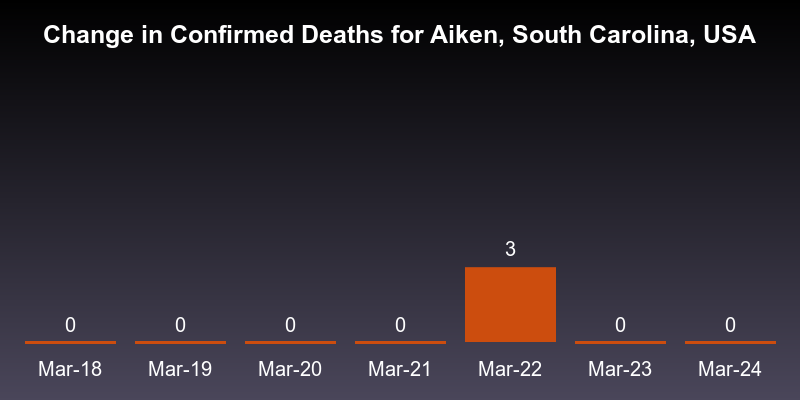 Change in Confirmed Deaths for Aiken, South Carolina, USA
3
0 0 0 0 0 0
Mar-18 Mar-19 Mar-20 Mar-21 Mar-22 Mar-23 Mar-24